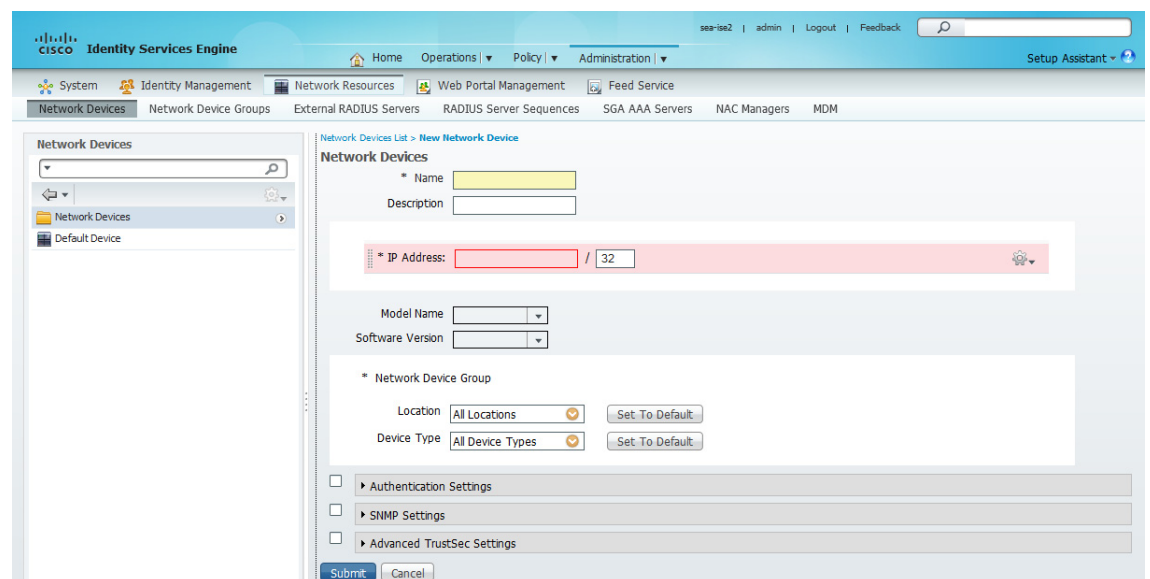 sea-ise2 | admin | Logout | Feedback
CISCO Identity Services Engine
Home Operations | ▼ Policy | ▼ Administration | ▼
Setup Assistant
System Identity Management Network Resources Web Portal Management Feed Service
Network Devices Network Device Groups External RADIUS Servers RADIUS Server Sequences SGA AAA Servers NAC Managers MDM
Network Devices
Network Devices
Default Device
Network Devices List > New Network Device
Network Devices
* Name
Description
* IP Address: / 32
Model Name
Software Version
* Network Device Group
Location All Locations Set To Default
Device Type All Device Types Set To Default
Authentication Settings
SNMP Settings
Advanced TrustSec Settings
Submit Cancel